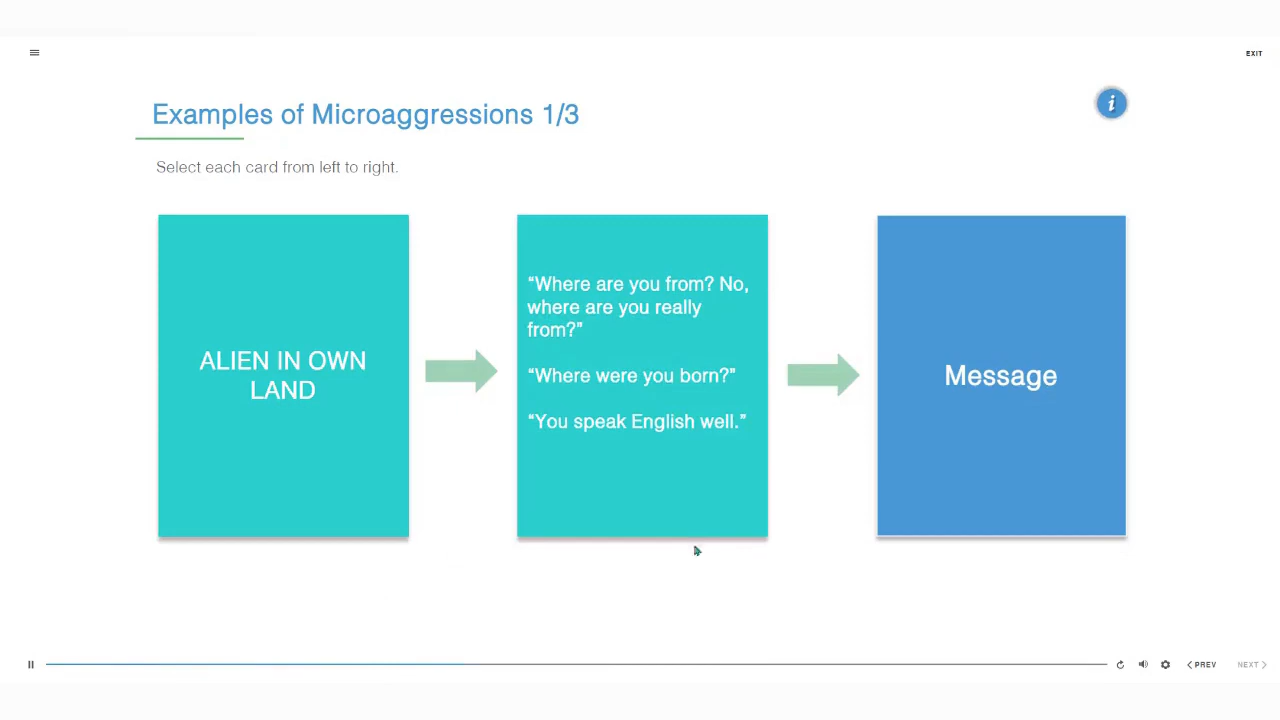 EXIT
Examples of Microaggressions 1/3
i
Select each card from left to right.
ALIEN IN OWN
LAND
“Where are you from? No,
where are you really
from?”
“Where were you born?”
“You speak English well.”
Message
PREV
NEXT